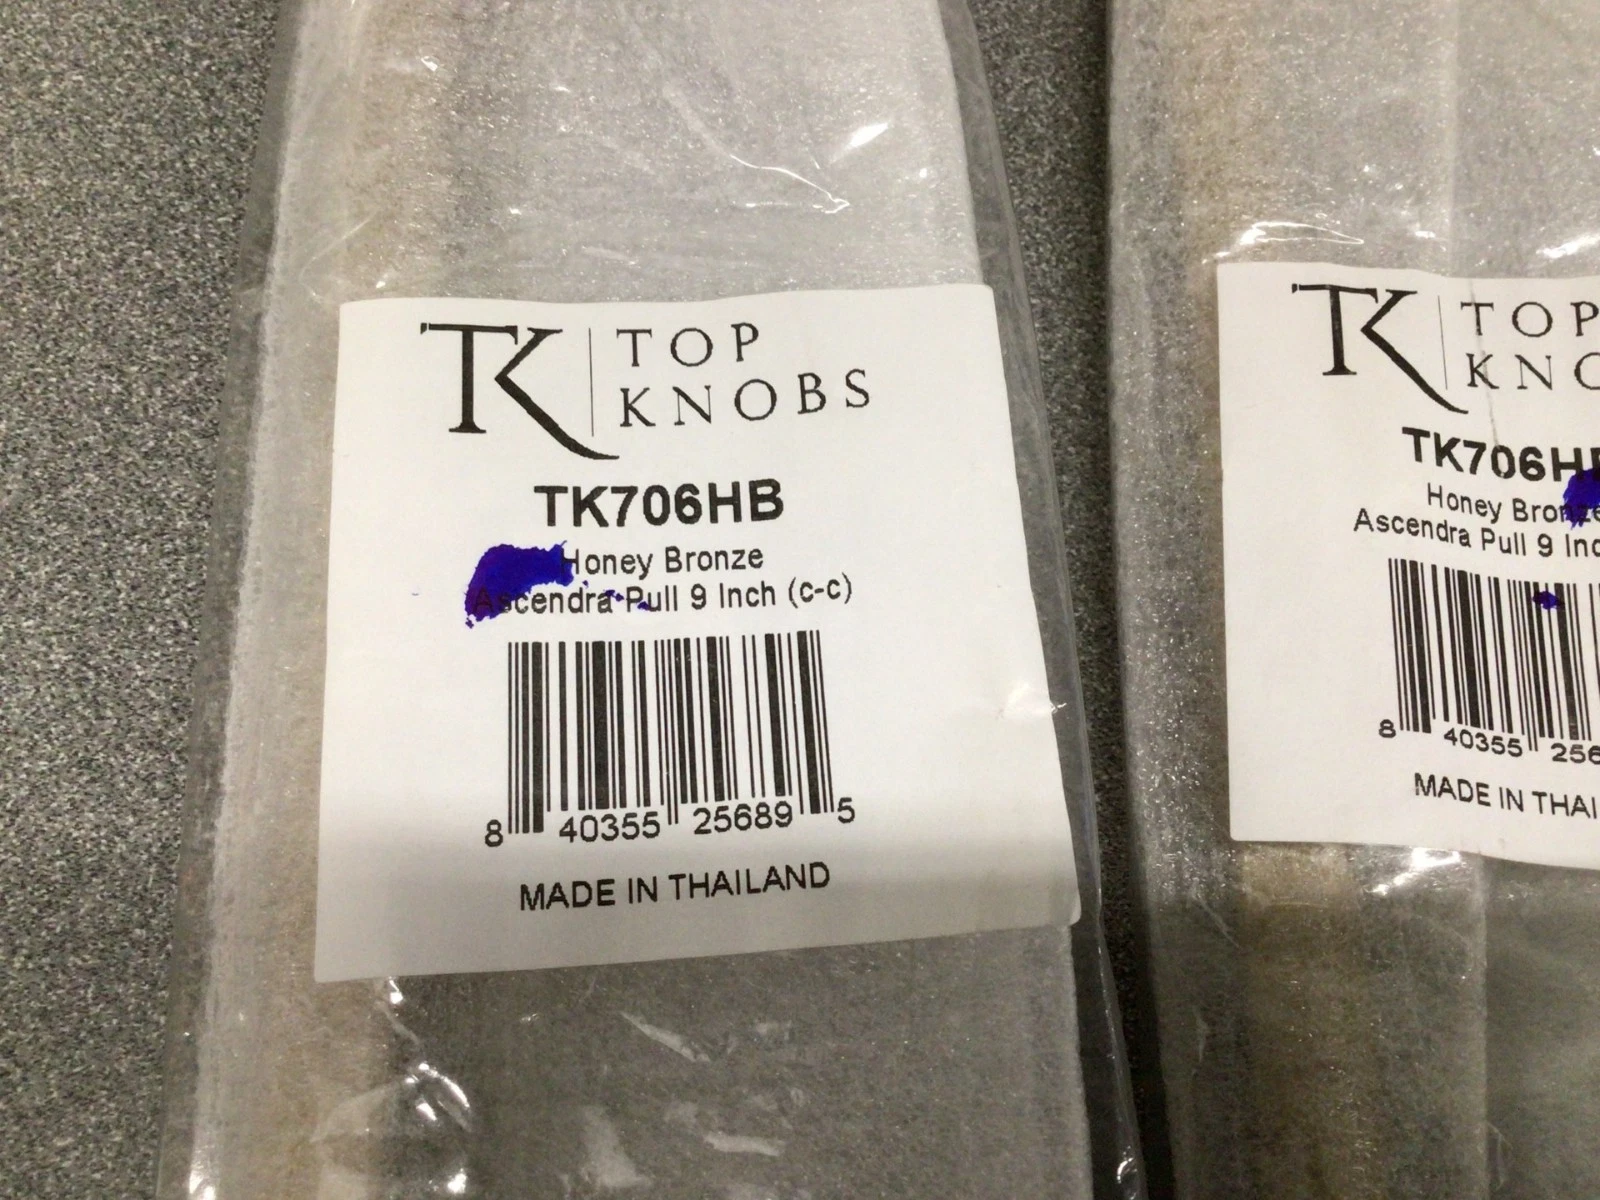 TK TOP
KNOBS
TK706HB
Honey Bronze
Ascendra Pull 9 Inch (c-c)
8 40355 25689 5
MADE IN THAILAND
TK TOP
KNO
TK706H
Honey Bronze
Ascendra Pull 9 Inc
8 40355 256
MADE IN THAI